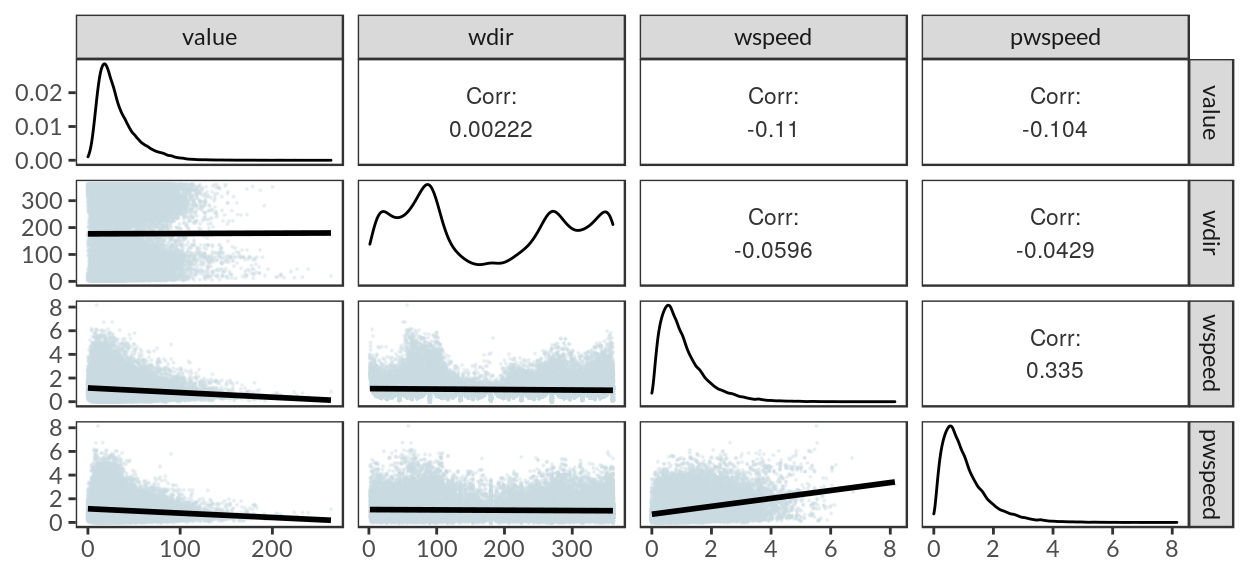 value wdir wspeed pwspeed
0.02
0.01
0.00
Corr:
0.00222
Corr:
-0.11
Corr:
-0.104
value
300
200
100
0
Corr:
-0.0596
Corr:
-0.0429
wdir
8
6
4
2
0
Corr:
0.335
wspeed
8
6
4
2
0
pwspeed
0 100 200 0 100 200 300 0 2 4 6 8 0 2 4 6 8